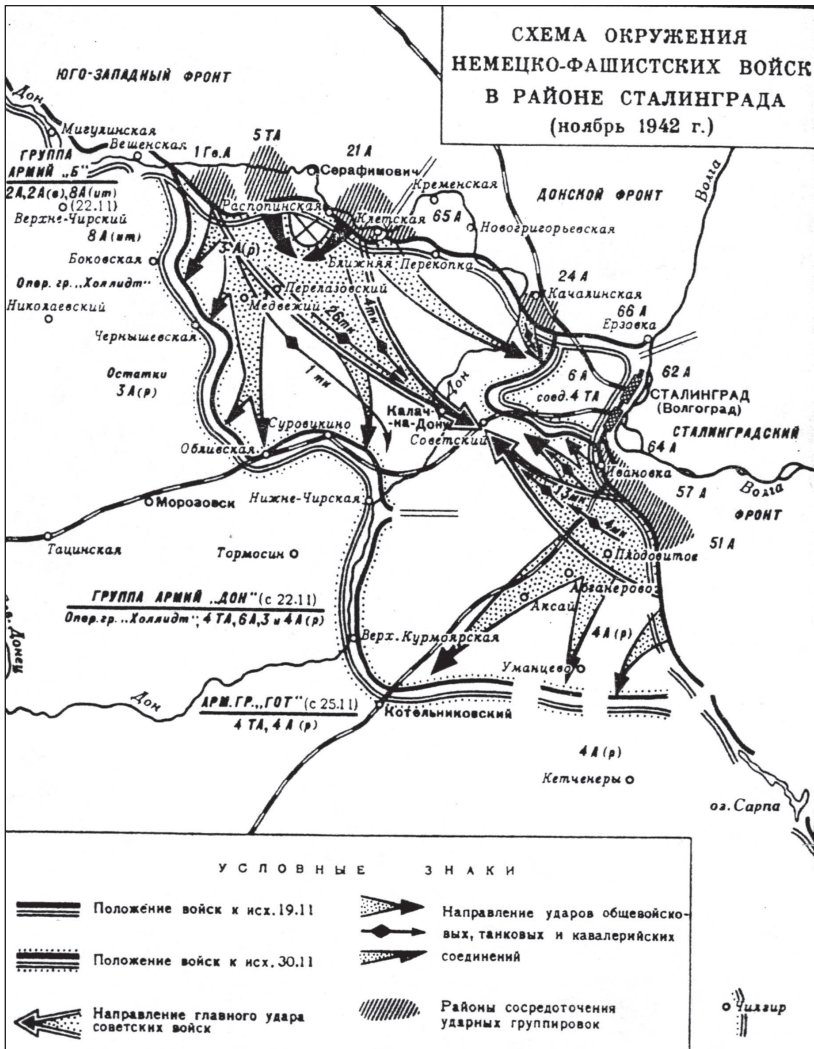 СХЕМА ОКРУЖЕНИЯ
НЕМЕЦКО-ФАШИСТСКИХ ВОЙСК
В РАЙОНЕ СТАЛИНГРАДА
(ноябрь 1942 г.)
ЮГО-ЗАПАДНЫЙ ФРОНТ
Дон
Мигулинская
Вешенская
1 Гв.А
5 ТА
21 А
Серафимович
ГРУППА
АРМИЙ „Б"
2А,2А(в),8А(ит)
(22.11)
Верхне-Чирский
8 А (ит)
Распопинская
Клетская
Кременская
65 А
Новогригорьевская
ДОНСКОЙ ФРОНТ
Волга
3 А(р)
Ближняя
Перекопка
Боковская
Опер. гр. „Холлидт"
Николаевский
Перелазовский
Медвежий
24 А
Качалинская
66 А
Ерзовка
Чернышевская
26тк
4тк
1 тк
Остатки
3 А (р)
Дон
6 А
соед. 4 ТА
62 А
СТАЛИНГРАД
(Волгоград)
Калач-
-на-Дону
Советский
64 А
СТАЛИНГРАДСКИЙ
Суровикино
Обливская
Ивановка
57 А
Волга
ФРОНТ
Морозовск
Нижне-Чирская
13мк
4мк
51 А
Тацинская
Тормосин
Плодовитое
Абганерово
Аксай
ГРУППА АРМИЙ „ДОН" (с 22.11)
Опер.гр. „Холлидт"; 4 ТА, 6А, 3 и 4 А (р)
Донец
Верх. Курмоярская
4 А (р)
Уманцево
Дон
АРМ.ГР.„ГОТ" (с 25.11)
4 ТА, 4 А (р)
Котельниковский
4 А (р)
Кетченеры
оз. Сарпа
УСЛОВНЫЕ ЗНАКИ
Положение войск к исх. 19.11
Положение войск к исх. 30.11
Направление главного удара
советских войск
Направление ударов общевойско-
вых, танковых и кавалерийских
соединений
Районы сосредоточения
ударных группировок
Чилгир